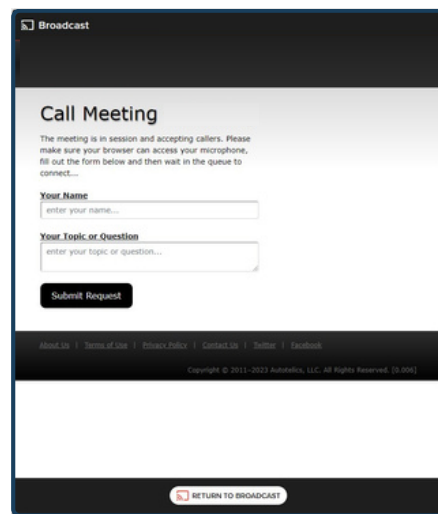 Broadcast
Call Meeting
The meeting is in session and accepting callers. Please
make sure your browser can access your microphone,
fill out the form below and then wait in the queue to
connect...
Your Name
enter your name...
Your Topic or Question
enter your topic or question...
Submit Request
About Us | Terms of Use | Privacy Policy | Contact Us | Twitter | Facebook
Copyright © 2011-2023 Autotelics, LLC. All Rights Reserved. [0.006]
RETURN TO BROADCAST